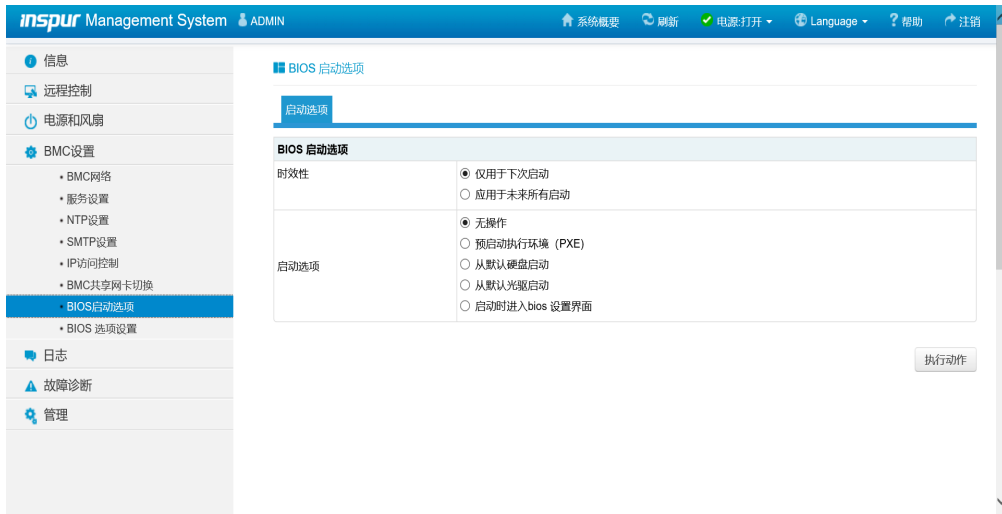 inspur Management System ADMIN 系统概要 刷新 电源:打开 Language 帮助 注销
信息
远程控制
电源和风扇
BMC设置
BMC网络
服务设置
NTP设置
SMTP设置
IP访问控制
BMC共享网卡切换
BIOS启动选项
BIOS 选项设置
日志
故障诊断
管理
BIOS 启动选项
启动选项
BIOS 启动选项
时效性
仅用于下次启动
应用于未来所有启动
启动选项
无操作
预启动执行环境（PXE）
从默认硬盘启动
从默认光驱启动
启动时进入bios 设置界面
执行动作